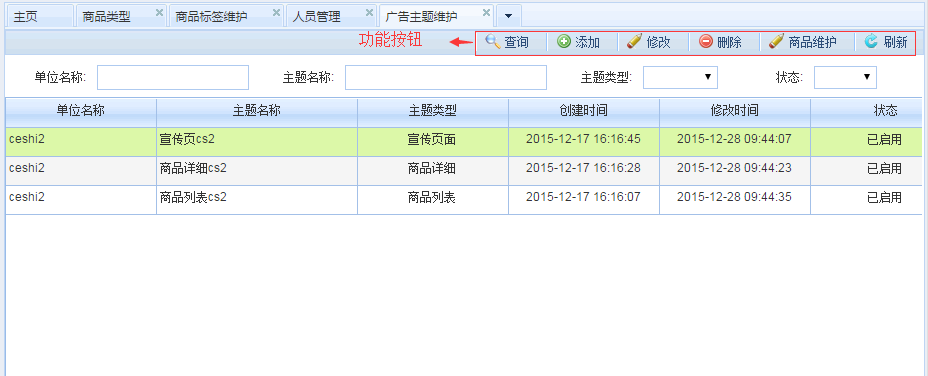 主页 商品类型 商品标签维护 人员管理 广告主题维护
功能按钮 查询 添加 修改 删除 商品维护 刷新
单位名称: 主题名称: 主题类型: 状态:
单位名称 主题名称 主题类型 创建时间 修改时间 状态
ceshi2 宣传页cs2 宣传页面 2015-12-17 16:16:45 2015-12-28 09:44:07 已启用
ceshi2 商品详细cs2 商品详细 2015-12-17 16:16:28 2015-12-28 09:44:23 已启用
ceshi2 商品列表cs2 商品列表 2015-12-17 16:16:07 2015-12-28 09:44:35 已启用